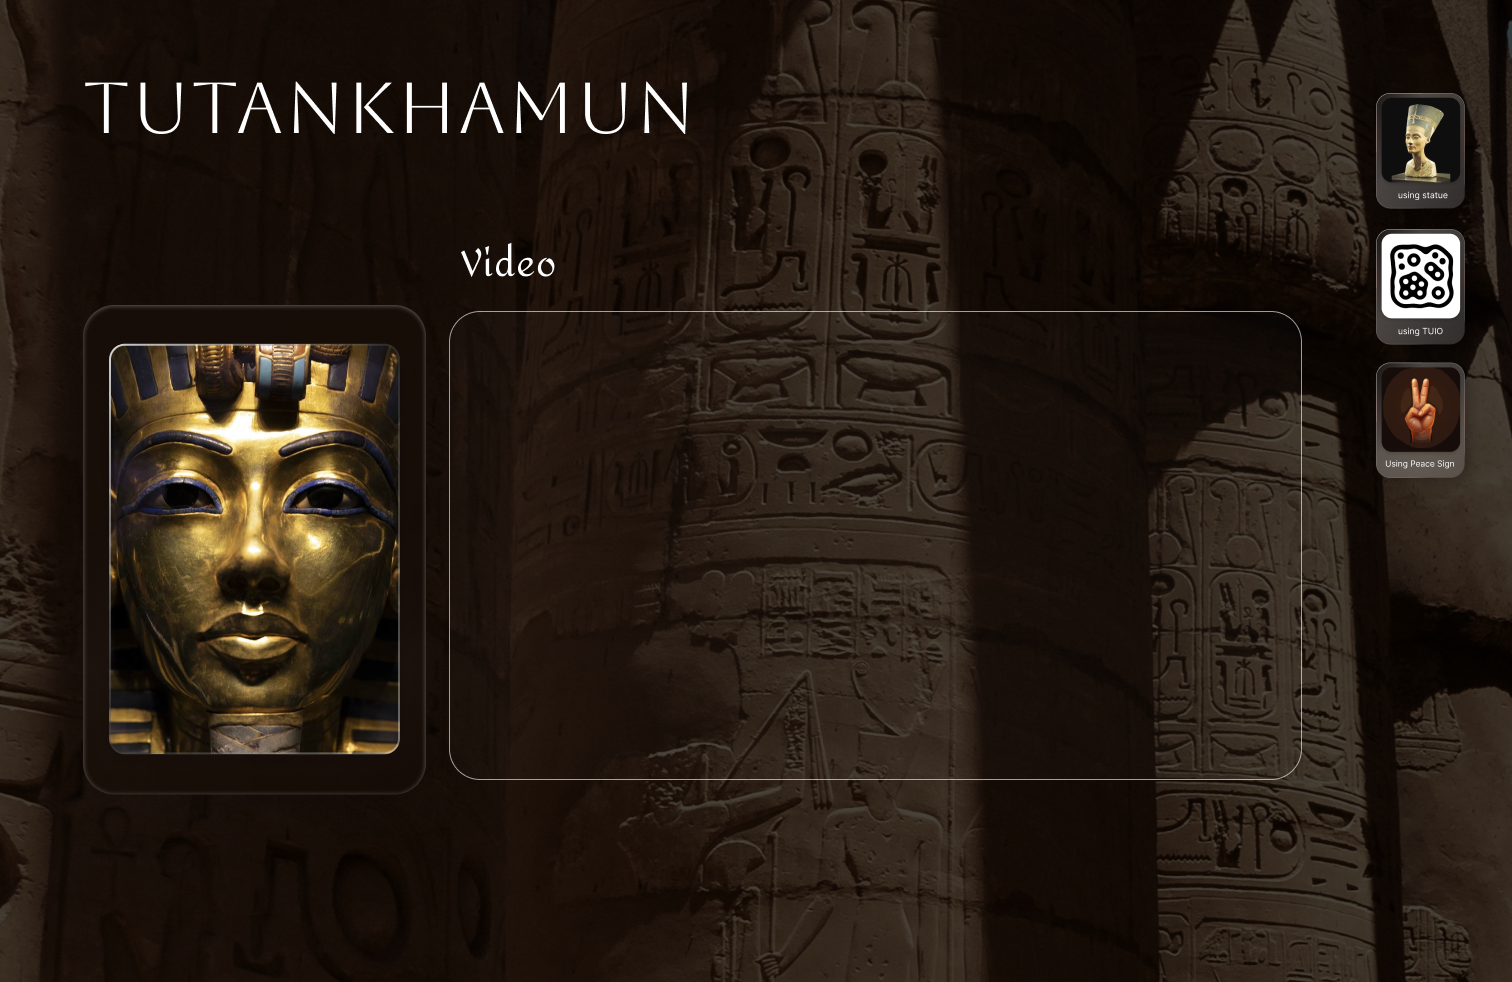 TUTANKHAMUN
Video
using statue
using TUIO
Using Peace Sign